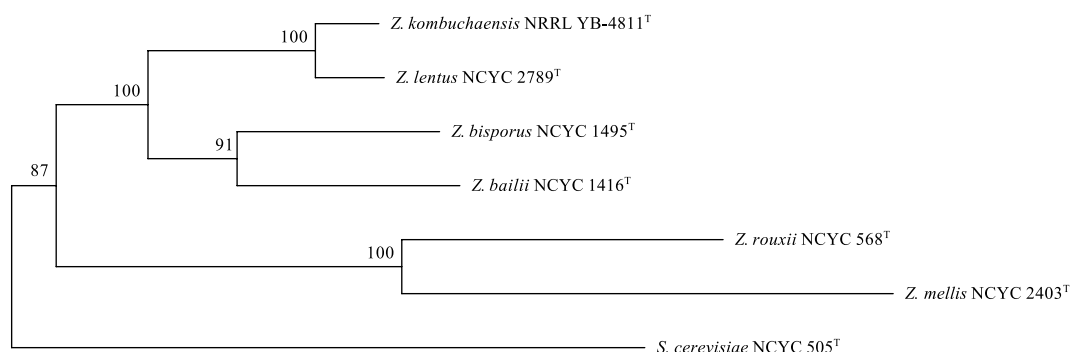 Z. kombuchaensis NRRL YB-4811ᵀ
100
Z. lentus NCYC 2789ᵀ
100
Z. bisporus NCYC 1495ᵀ
91
87
Z. bailii NCYC 1416ᵀ
Z. rouxii NCYC 568ᵀ
100
Z. mellis NCYC 2403ᵀ
S. cerevisiae NCYC 505ᵀ